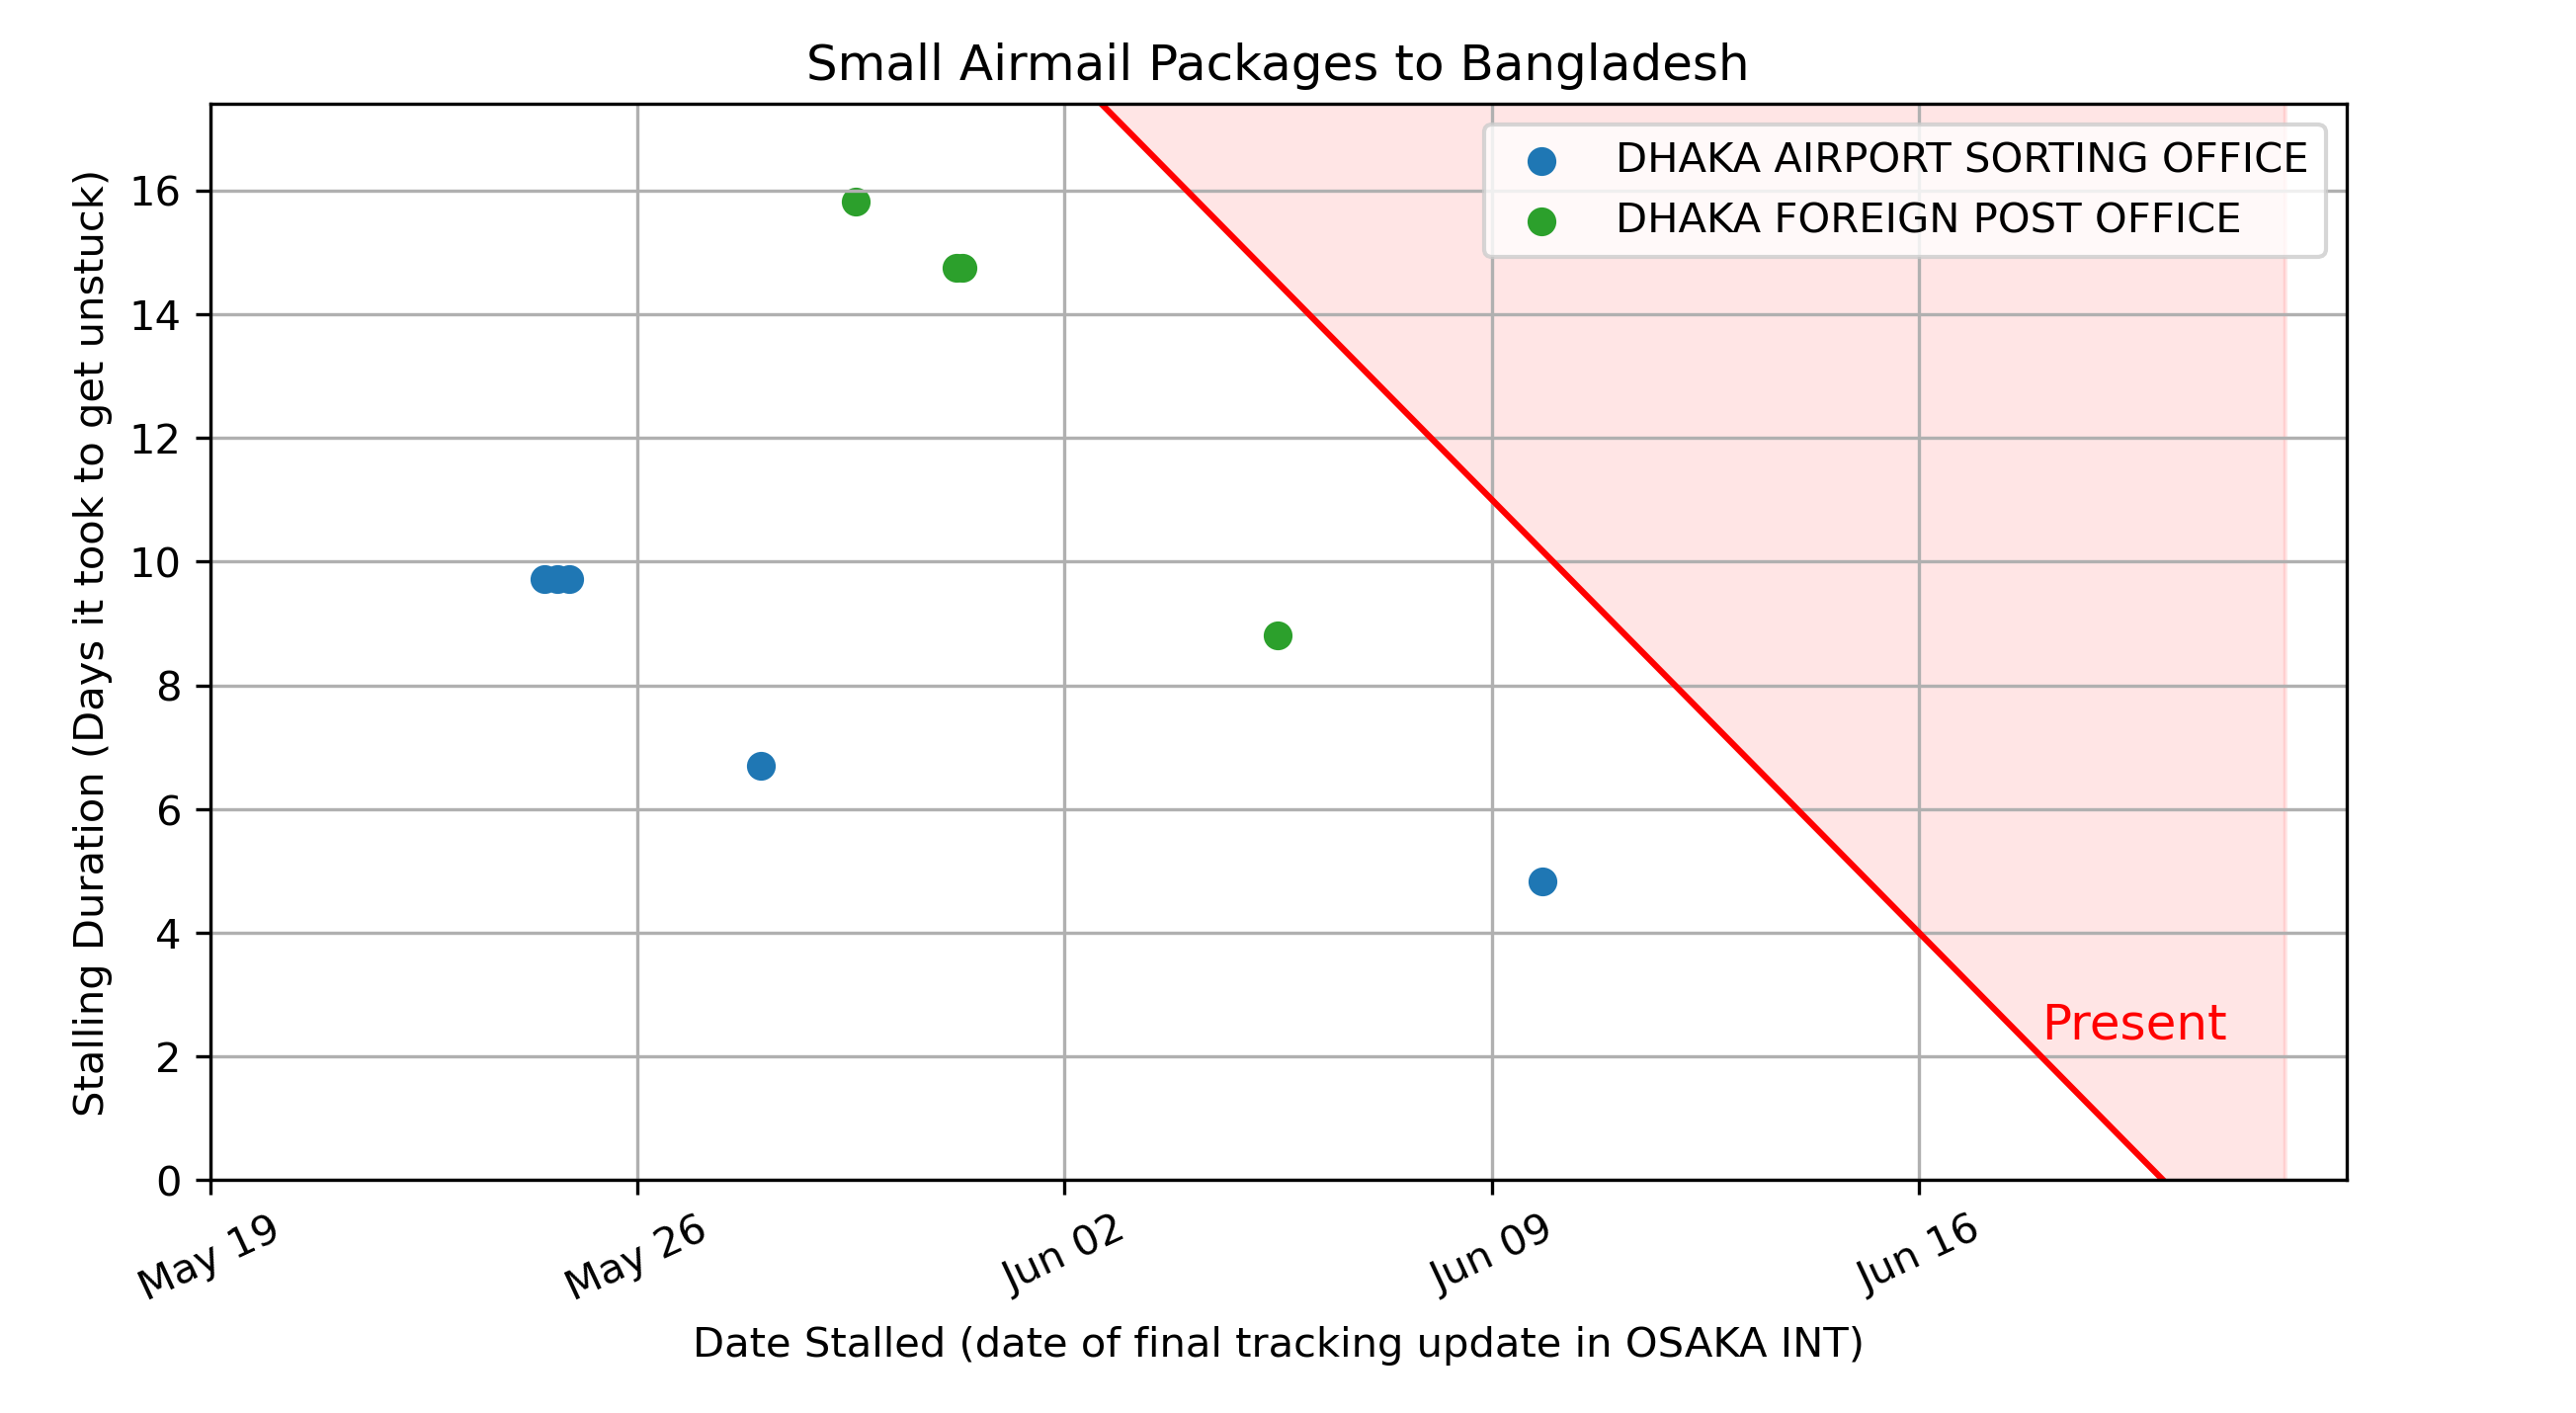 Small Airmail Packages to Bangladesh
DHAKA AIRPORT SORTING OFFICE
DHAKA FOREIGN POST OFFICE
Stalling Duration (Days it took to get unstuck)
16
14
12
10
8
6
4
2
0
Present
May 19
May 26
Jun 02
Jun 09
Jun 16
Date Stalled (date of final tracking update in OSAKA INT)